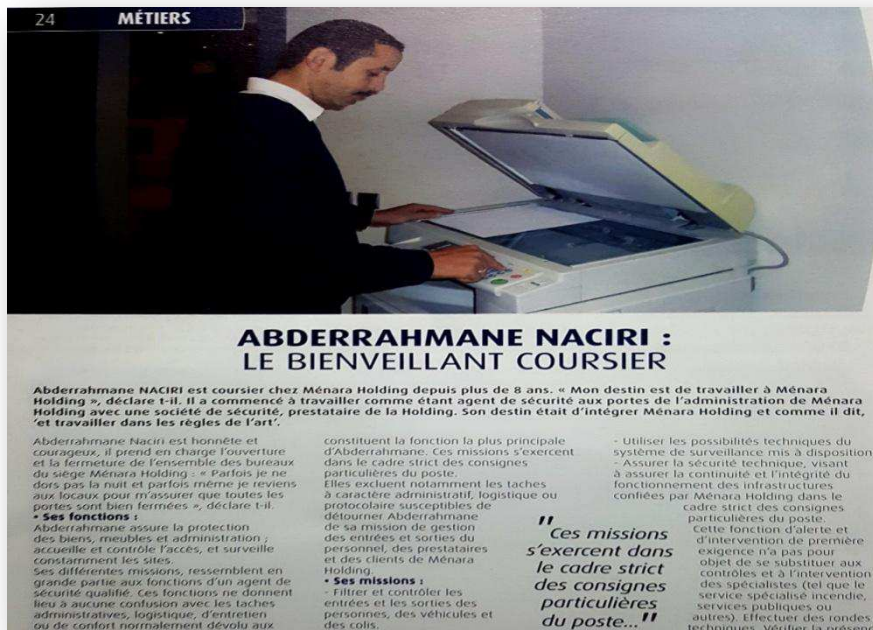 24 MÉTIERS
ABDERRAHMANE NACIRI :
LE BIENVEILLANT COURSIER
Abderrahmane NACIRI est coursier chez Ménara Holding depuis plus de 8 ans. « Mon destin est de travailler à Ménara
Holding », déclare t-il. Il a commencé à travailler comme étant agent de sécurité aux portes de l'administration de Ménara
Holding avec une société de sécurité, prestataire de la Holding. Son destin était d'intégrer Ménara Holding et comme il dit,
'et travailler dans les règles de l'art'.
Abderrahmane Naciri est honnête et
courageux, il prend en charge l'ouverture
et la fermeture de l'ensemble des bureaux
du siège Ménara Holding : « Parfois je ne
dors pas la nuit et parfois même je reviens
aux locaux pour m'assurer que toutes les
portes sont bien fermées », déclare t-il.
• Ses fonctions :
Abderrahmane assure la protection
des biens, meubles et administration ;
accueille et contrôle l'accès, et surveille
constamment les sites.
Ses différentes missions, ressemblent en
grande partie aux fonctions d'un agent de
sécurité qualifié. Ces fonctions ne donnent
lieu à aucune confusion avec les taches
administratives, logistique, d'entretien
ou de confort normalement dévolu aux
constituent la fonction la plus principale
d'Abderrahmane. Ces missions s'exercent
dans le cadre strict des consignes
particulières du poste.
Elles excluent notamment les taches
à caractère administratif, logistique ou
protocolaire susceptibles de
détourner Abderrahmane
de sa mission de gestion
des entrées et sorties du
personnel, des prestataires
et des clients de Ménara
Holding.
• Ses missions :
- Filtrer et contrôler les
entrées et les sorties des
personnes, des véhicules et
des colis.
"Ces missions
s'exercent dans
le cadre strict
des consignes
particulières
du poste..."
- Utiliser les possibilités techniques du
système de surveillance mis à disposition
- Assurer la sécurité technique, visant
à assurer la continuité et l'intégrité du
fonctionnement des infrastructures
confiées par Ménara Holding dans le
cadre strict des consignes
particulières du poste.
Cette fonction d'alerte et
d'intervention de première
exigence n'a pas pour
objet de se substituer aux
contrôles et à l'intervention
des spécialistes (tel que le
service spécialisé incendie,
services publiques ou
autres). Effectuer des rondes
techniques. Vérifier la présence